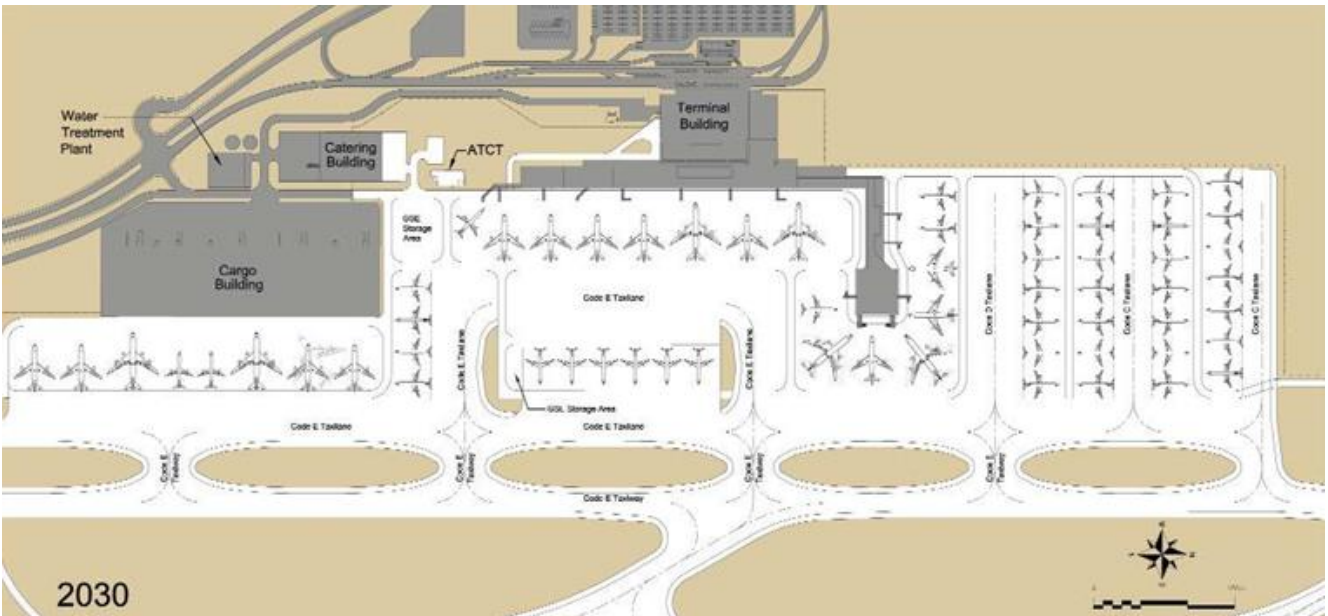 Water
Treatment
Plant
Catering
Building
ATCT
Terminal
Building
GSE
Storage
Area
Cargo
Building
Code E Taxilane
Code E Taxilane
Code E Taxilane
Code D Taxilane
Code C Taxilane
Code C Taxilane
GSE Storage Area
Code E Taxilane
Code E Taxilane
Code E
Taxiway
Code E
Taxiway
Code E
Taxiway
Code E
Taxiway
Code E Taxiway
2030